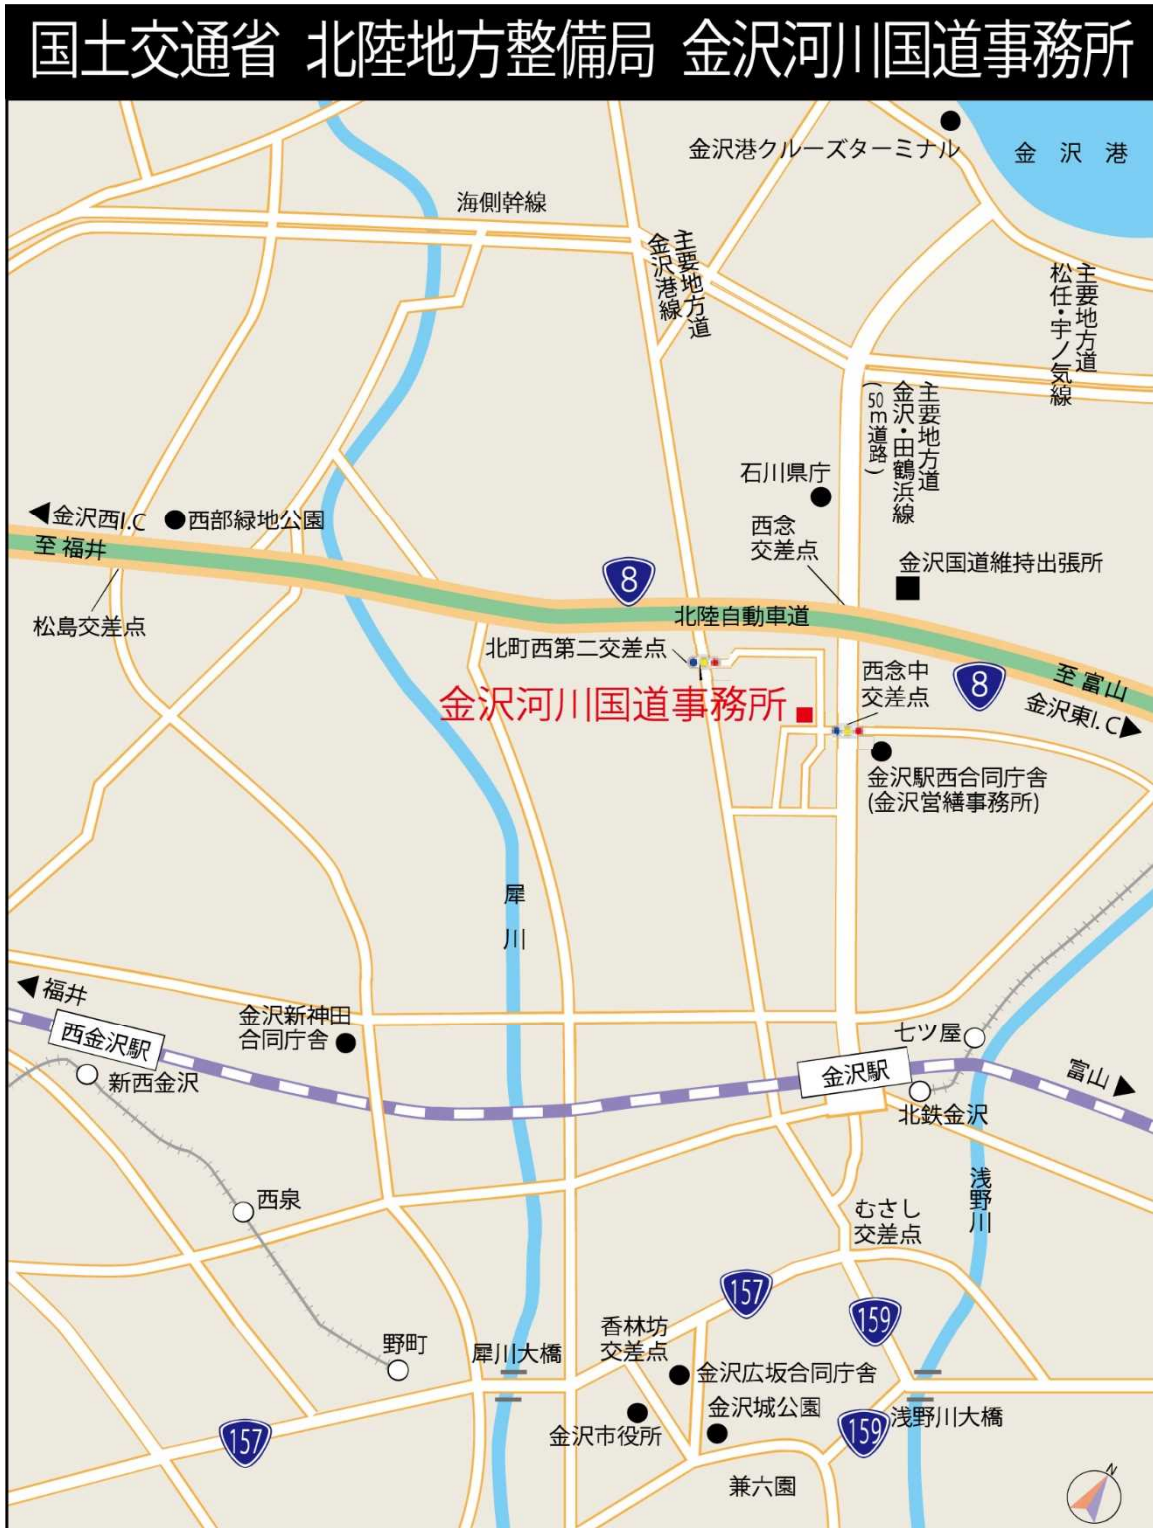 国土交通省 北陸地方整備局 金沢河川国道事務所
金沢港クルーズターミナル
金沢港
海側幹線
主要地方道
金沢港線
主要地方道
松任・宇ノ気線
主要地方道
金沢・田鶴浜線
(50m道路)
石川県庁
西念
交差点
金沢西I.C
西部緑地公園
至福井
8
金沢国道維持出張所
松島交差点
北陸自動車道
北町西第二交差点
西念中
交差点
8
至富山
金沢東I.C
金沢河川国道事務所
金沢駅西合同庁舎
(金沢営繕事務所)
犀川
福井
西金沢駅
金沢新神田
合同庁舎
七ツ屋
新西金沢
金沢駅
富山
北鉄金沢
西泉
浅野川
むさし
交差点
157
159
香林坊
交差点
野町
犀川大橋
金沢広坂合同庁舎
金沢城公園
157
金沢市役所
159
浅野川大橋
兼六園
N